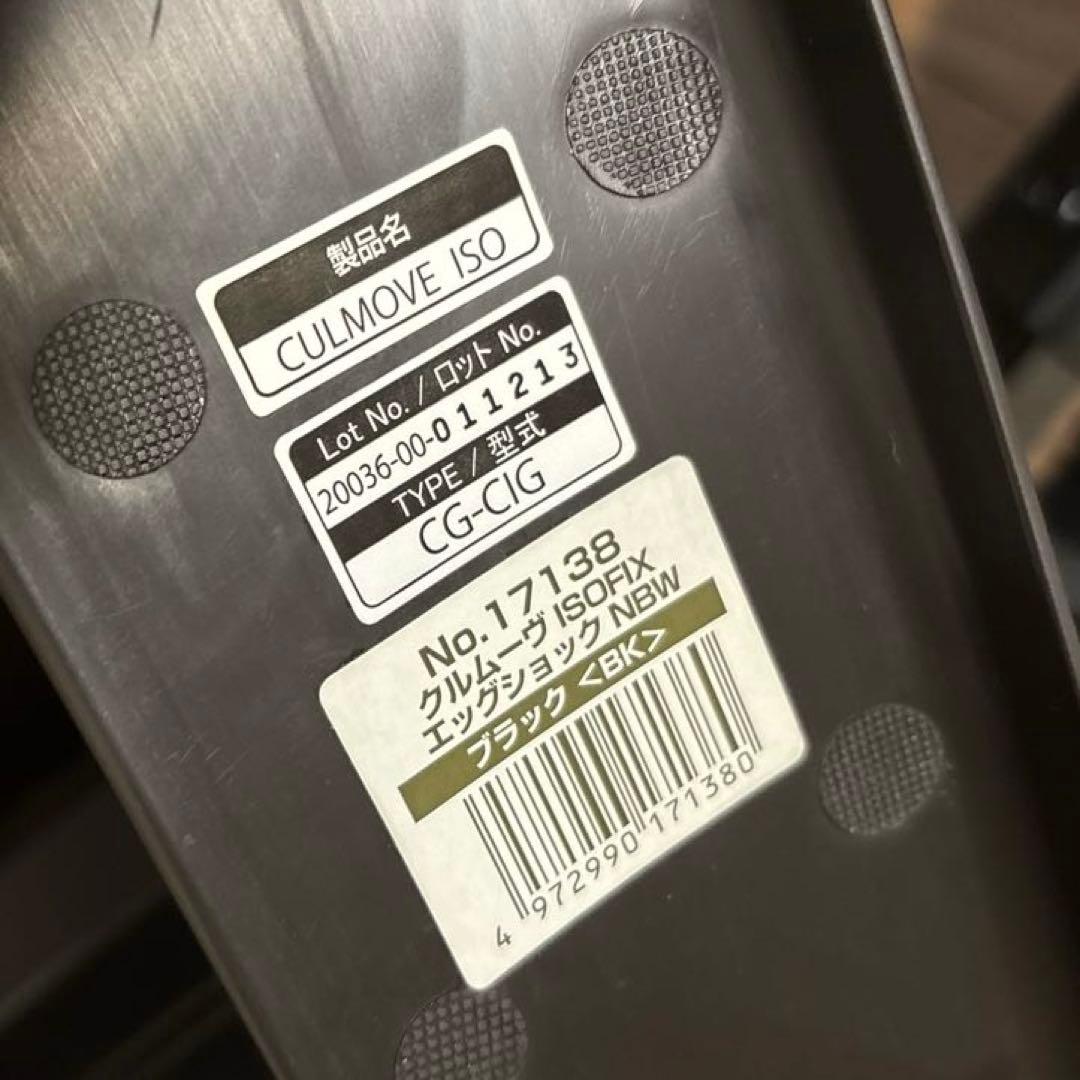 製品名
CULMOVE ISO
Lot No. / ロット No.
20036-00-011213
TYPE / 型式
CG-CIG
No.17138
クルムーヴ ISOFIX
エッグショック NBW
ブラック <BK>
4 972990 171380